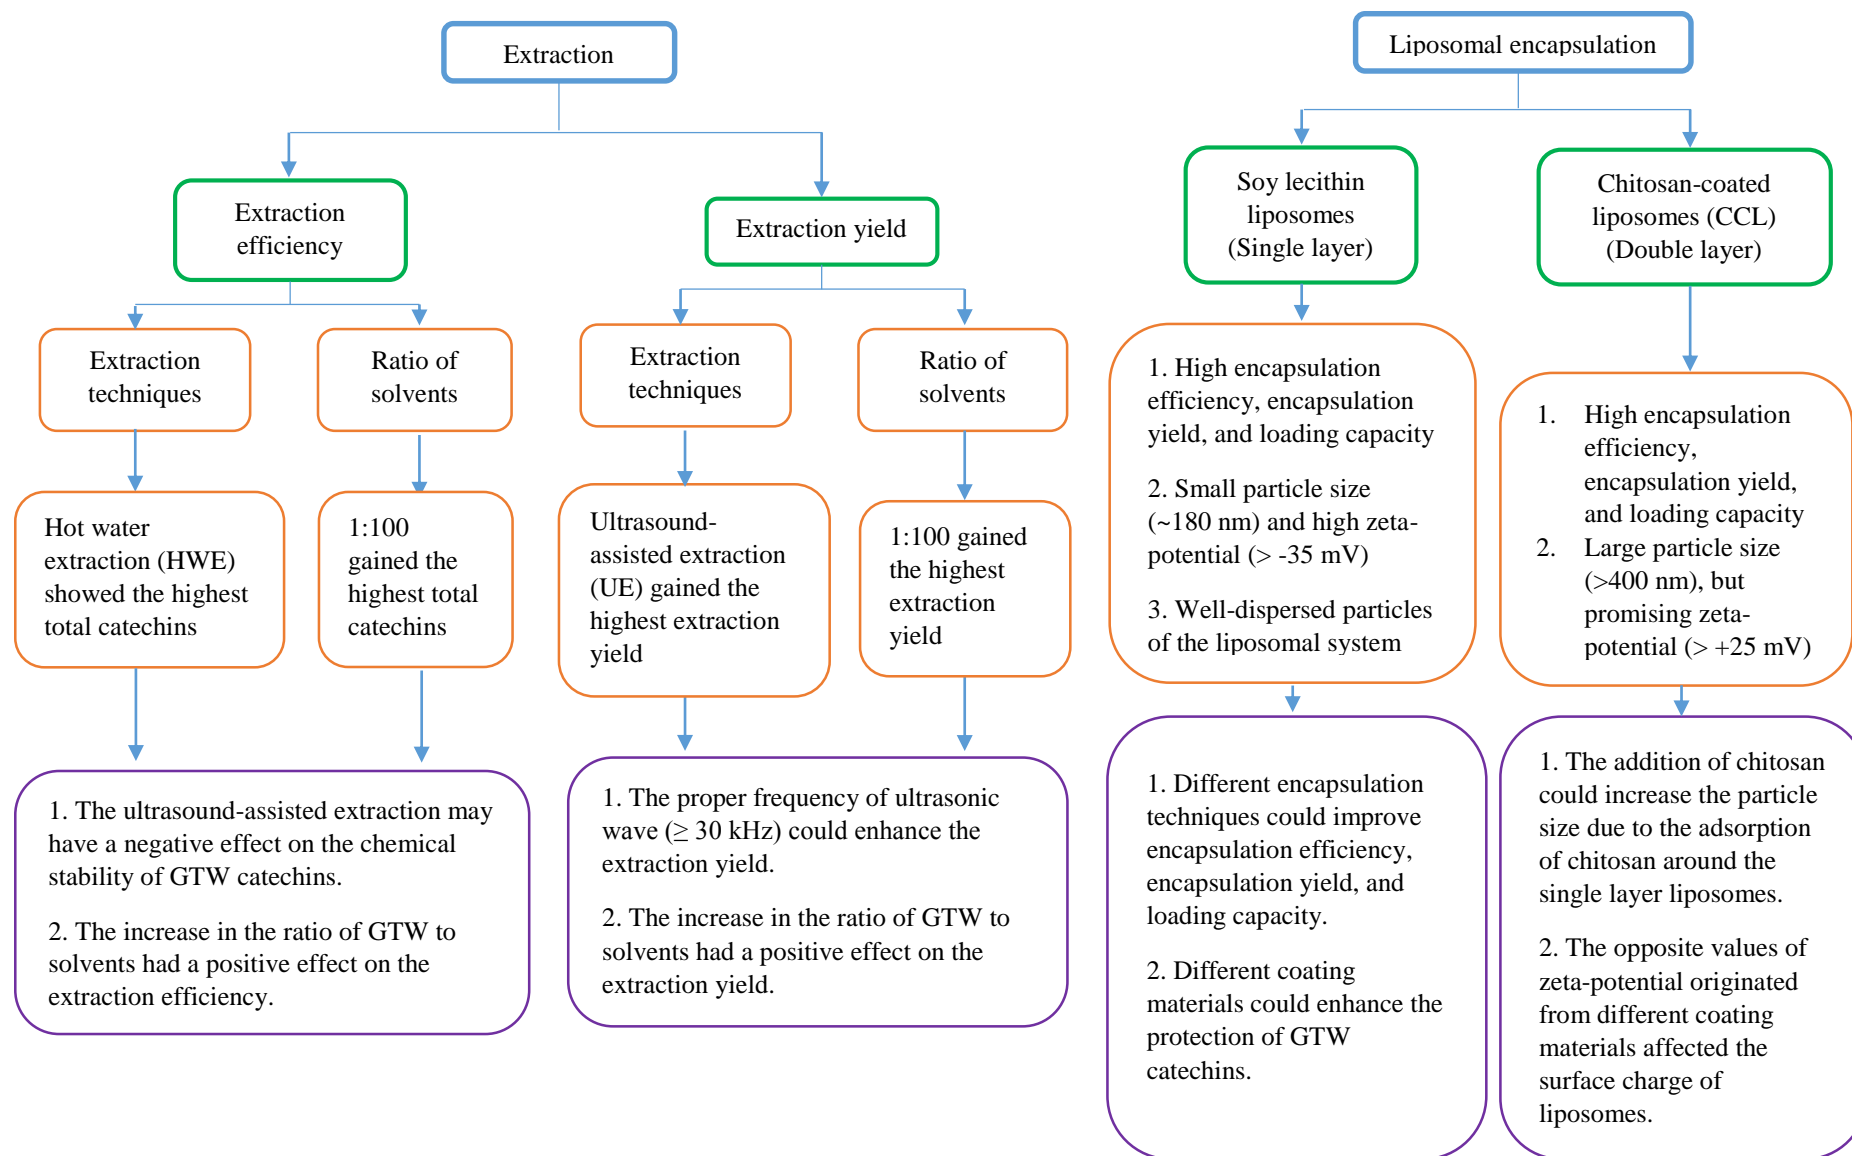 Extraction
Liposomal encapsulation
Extraction
efficiency
Extraction yield
Soy lecithin
liposomes
(Single layer)
Chitosan-coated
liposomes (CCL)
(Double layer)
Extraction
techniques
Ratio of
solvents
Extraction
techniques
Ratio of
solvents
Hot water
extraction (HWE)
showed the highest
total catechins
1:100
gained the
highest total
catechins
Ultrasound-
assisted extraction
(UE) gained the
highest extraction
yield
1:100 gained
the highest
extraction
yield
1. High encapsulation
efficiency, encapsulation
yield, and loading capacity
2. Small particle size
(~180 nm) and high zeta-
potential (> -35 mV)
3. Well-dispersed particles
of the liposomal system
1. High encapsulation
efficiency,
encapsulation yield,
and loading capacity
2. Large particle size
(>400 nm), but
promising zeta-
potential (> +25 mV)
1. The ultrasound-assisted extraction may
have a negative effect on the chemical
stability of GTW catechins.
2. The increase in the ratio of GTW to
solvents had a positive effect on the
extraction efficiency.
1. The proper frequency of ultrasonic
wave (≥ 30 kHz) could enhance the
extraction yield.
2. The increase in the ratio of GTW to
solvents had a positive effect on the
extraction yield.
1. Different encapsulation
techniques could improve
encapsulation efficiency,
encapsulation yield, and
loading capacity.
2. Different coating
materials could enhance the
protection of GTW
catechins.
1. The addition of chitosan
could increase the particle
size due to the adsorption
of chitosan around the
single layer liposomes.
2. The opposite values of
zeta-potential originated
from different coating
materials affected the
surface charge of
liposomes.